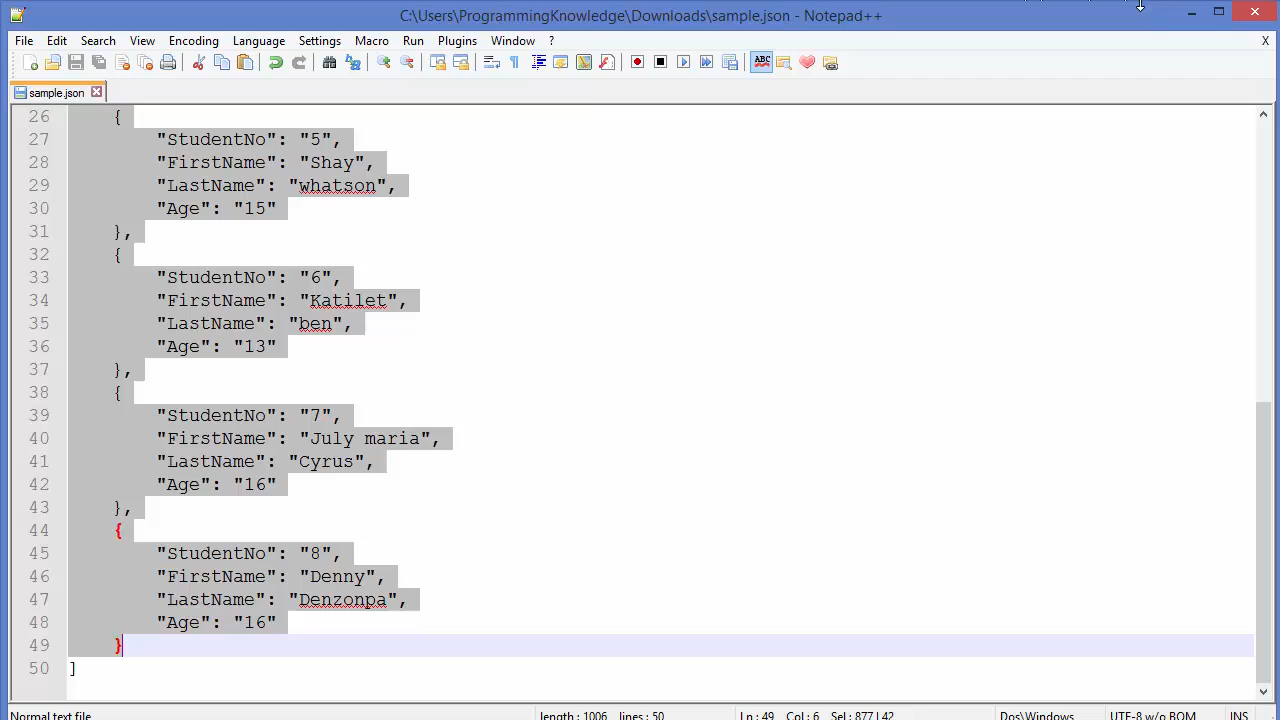 C:\Users\ProgrammingKnowledge\Downloads\sample.json - Notepad++
File Edit Search View Encoding Language Settings Macro Run Plugins Window ? X
ABC
sample.json
26 {
27 "StudentNo": "5",
28 "FirstName": "Shay",
29 "LastName": "whatson",
30 "Age": "15"
31 },
32 {
33 "StudentNo": "6",
34 "FirstName": "Katilet",
35 "LastName": "ben",
36 "Age": "13"
37 },
38 {
39 "StudentNo": "7",
40 "FirstName": "July maria",
41 "LastName": "Cyrus",
42 "Age": "16"
43 },
44 {
45 "StudentNo": "8",
46 "FirstName": "Denny",
47 "LastName": "Denzonpa",
48 "Age": "16"
49 }
50 ]
Normal text file length : 1006 lines : 50 Ln : 49 Col : 6 Sel : 877 | 42 Dos\Windows UTF-8 w/o BOM INS